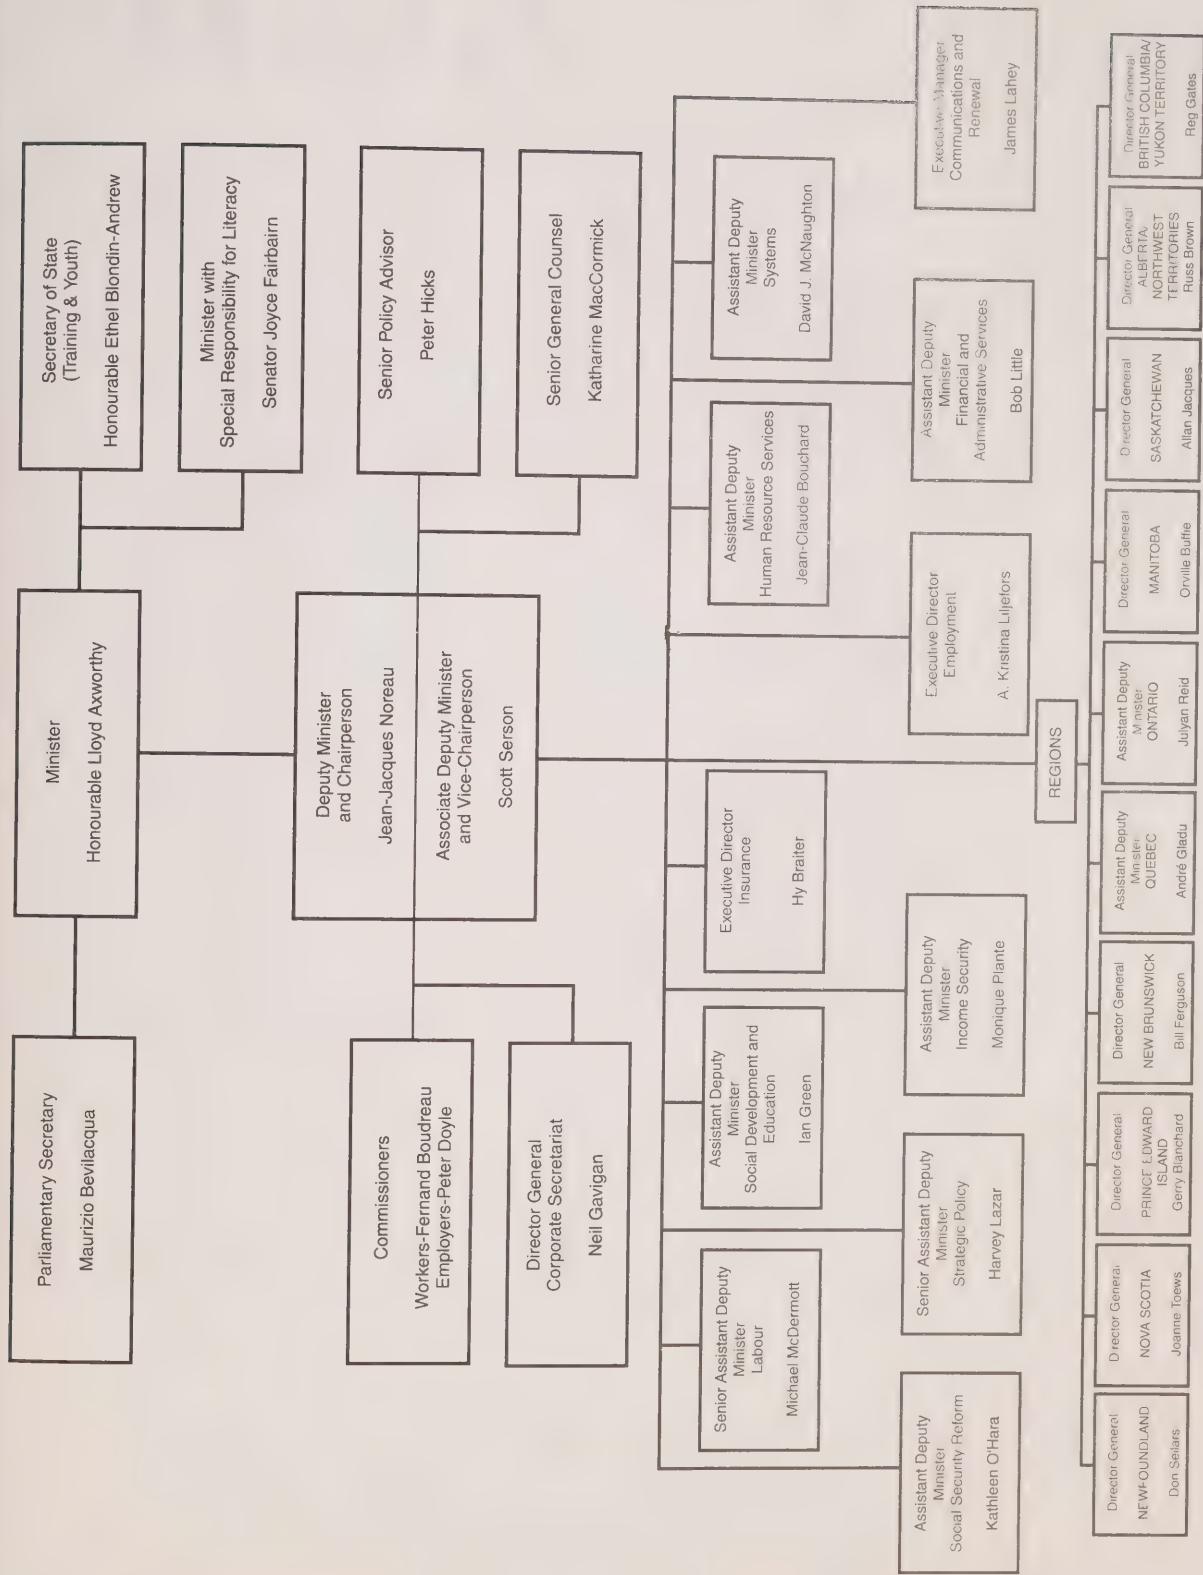 Parliamentary Secretary
Maurizio Bevilacqua
Minister
Honourable Lloyd Axworthy
Secretary of State
(Training & Youth)
Honourable Ethel Blondin-Andrew
Minister with
Special Responsibility for Literacy
Senator Joyce Fairbairn
Deputy Minister
and Chairperson
Jean-Jacques Noreau
Associate Deputy Minister
and Vice-Chairperson
Scott Serson
Commissioners
Workers-Fernand Boudreau
Employers-Peter Doyle
Director General
Corporate Secretariat
Neil Gavigan
Senior Policy Advisor
Peter Hicks
Senior General Counsel
Katharine MacCormick
Senior Assistant Deputy
Minister
Labour
Michael McDermott
Assistant Deputy
Minister
Social Development and
Education
Ian Green
Executive Director
Insurance
Hy Braiter
Assistant Deputy
Minister
Human Resource Services
Jean-Claude Bouchard
Assistant Deputy
Minister
Systems
David J. McNaughton
Assistant Deputy
Minister
Social Security Reform
Kathleen O'Hara
Senior Assistant Deputy
Minister
Strategic Policy
Harvey Lazar
Assistant Deputy
Minister
Income Security
Monique Plante
Executive Director
Employment
A. Kristina Liljefors
Assistant Deputy
Minister
Financial and
Administrative Services
Bob Little
Executive Manager
Communications and
Renewal
James Lahey
REGIONS
Director General
NEWFOUNDLAND
Don Sellars
Director General
NOVA SCOTIA
Joanne Toews
Director General
PRINCE EDWARD
ISLAND
Gerry Blanchard
Director General
NEW BRUNSWICK
Bill Ferguson
Assistant Deputy
Minister
QUEBEC
André Gladu
Assistant Deputy
Minister
ONTARIO
Julyan Reid
Director General
MANITOBA
Orville Buffie
Director General
SASKATCHEWAN
Allan Jacques
Director General
ALBERTA/
NORTHWEST
TERRITORIES
Russ Brown
Director General
BRITISH COLUMBIA/
YUKON TERRITORY
Reg Gates